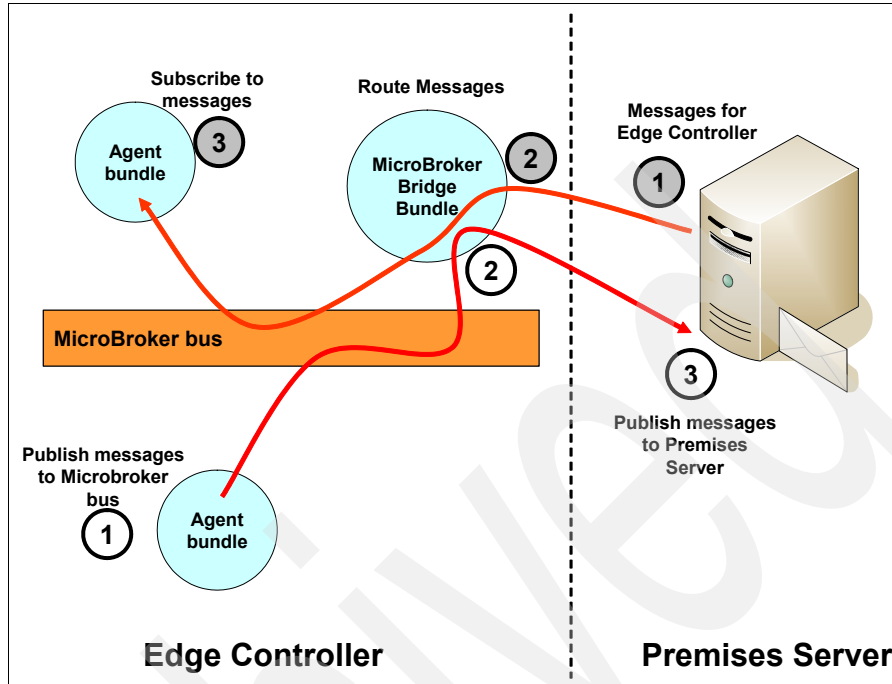 Subscribe to
messages
3
Agent
bundle
Route Messages
2
MicroBroker
Bridge
Bundle
2
Messages for
Edge Controller
1
MicroBroker bus
3
Publish messages
to Premises
Server
Publish messages
to Microbroker
bus
1
Agent
bundle
Edge Controller
Premises Server